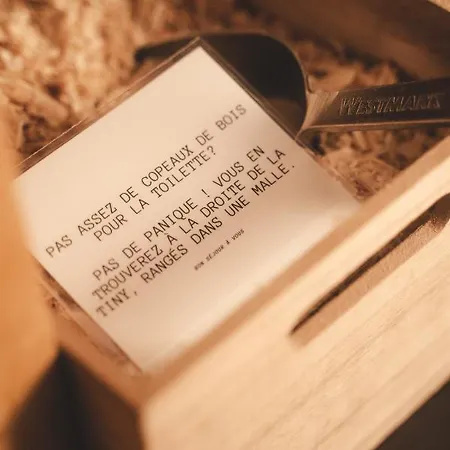 PAS ASSEZ DE COPEAUX DE BOIS
POUR LA TOILETTE?
PAS DE PANIQUE ! VOUS EN
TROUVEREZ À LA DROITE DE LA
TINY, RANGÉS DANS UNE MALLE.
BON SÉJOUR À VOUS
WESTMARK